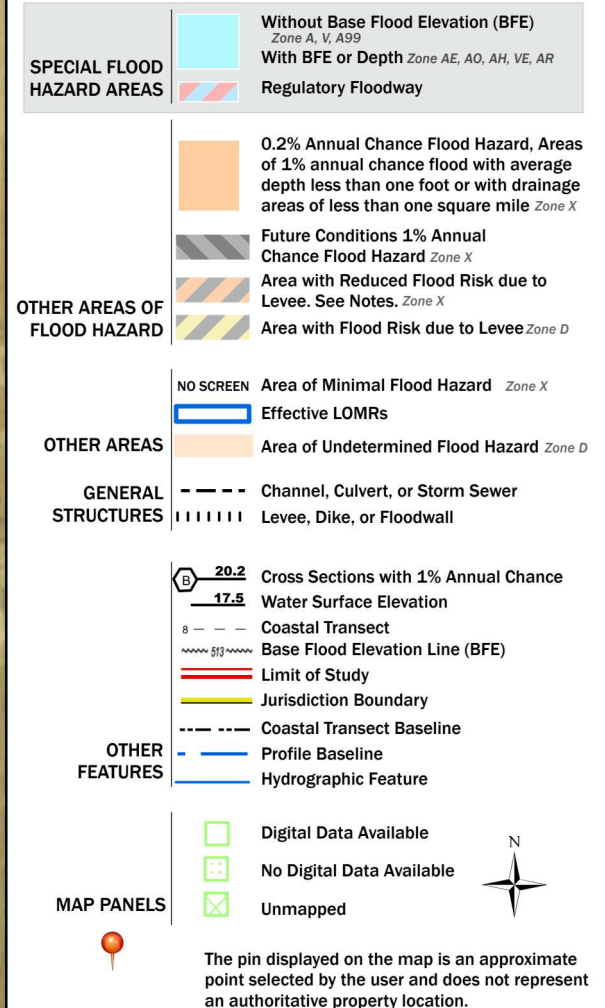 SPECIAL FLOOD
HAZARD AREAS
Without Base Flood Elevation (BFE)
Zone A, V, A99
With BFE or Depth Zone AE, AO, AH, VE, AR
Regulatory Floodway
OTHER AREAS OF
FLOOD HAZARD
0.2% Annual Chance Flood Hazard, Areas
of 1% annual chance flood with average
depth less than one foot or with drainage
areas of less than one square mile Zone X
Future Conditions 1% Annual
Chance Flood Hazard Zone X
Area with Reduced Flood Risk due to
Levee. See Notes. Zone X
Area with Flood Risk due to Levee Zone D
OTHER AREAS
NO SCREEN Area of Minimal Flood Hazard Zone X
Effective LOMRs
Area of Undetermined Flood Hazard Zone D
GENERAL
STRUCTURES
Channel, Culvert, or Storm Sewer
Levee, Dike, or Floodwall
OTHER
FEATURES
B 20.2 Cross Sections with 1% Annual Chance
17.5 Water Surface Elevation
8 Coastal Transect
513 Base Flood Elevation Line (BFE)
Limit of Study
Jurisdiction Boundary
Coastal Transect Baseline
Profile Baseline
Hydrographic Feature
MAP PANELS
Digital Data Available
No Digital Data Available
Unmapped
N
The pin displayed on the map is an approximate
point selected by the user and does not represent
an authoritative property location.